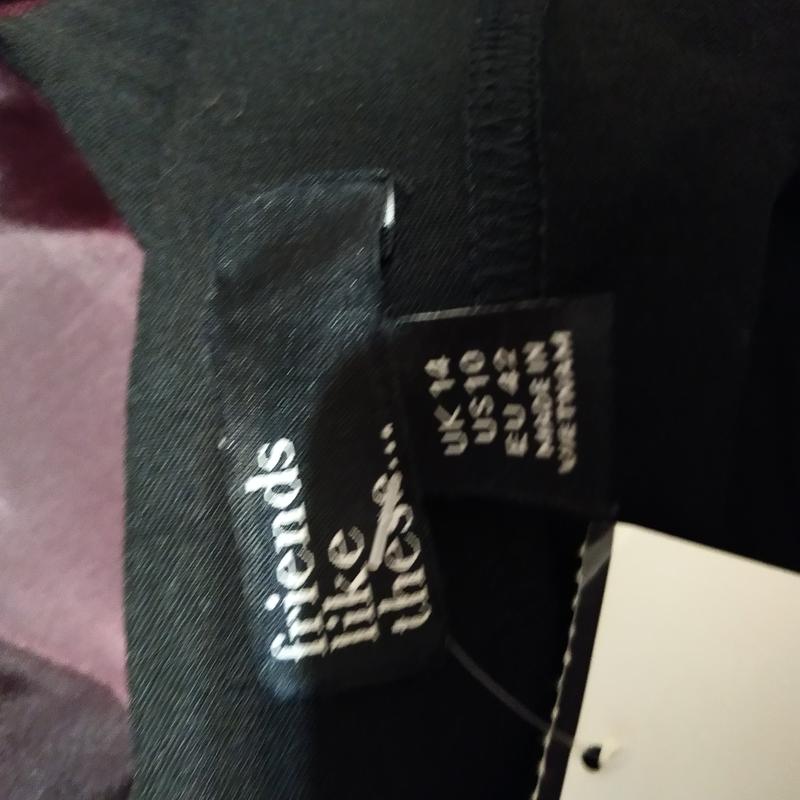 friends
like
these...
UK 14
US 10
EU 42
MADE IN
VIETNAM